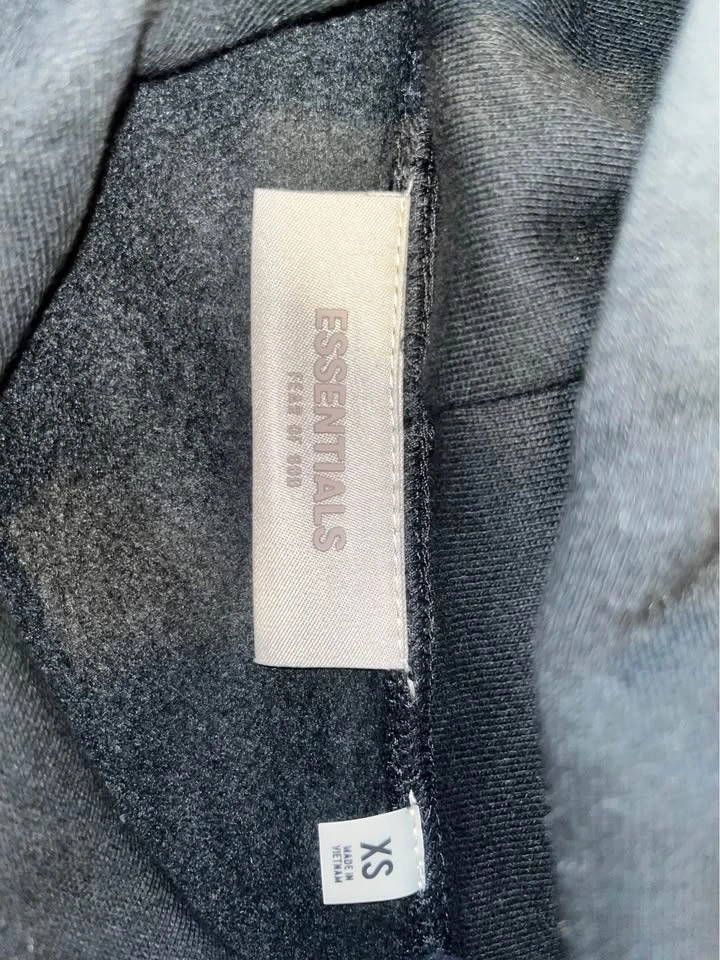 ESSENTIALS
FEAR OF GOD
XS
MADE IN
VIETNAM